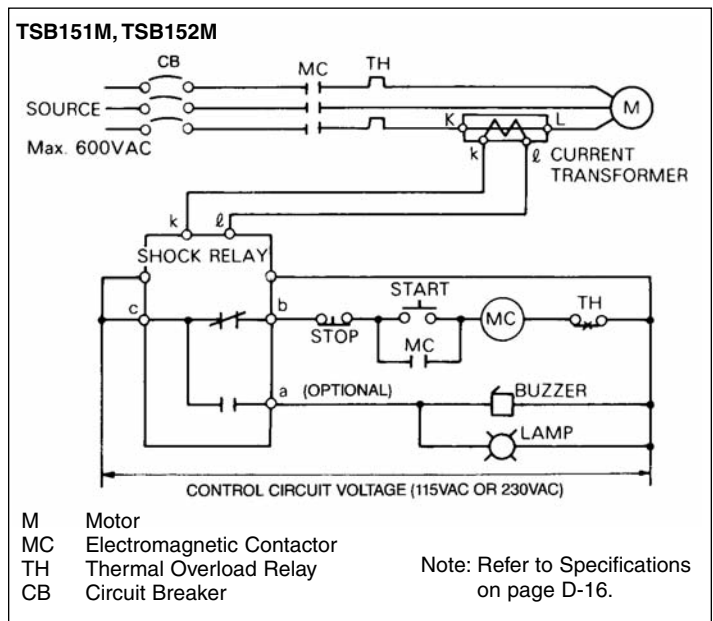 TSB151M, TSB152M
CB
MC
TH
SOURCE
Max. 600VAC
K
L
M
k
ℓ
CURRENT
TRANSFORMER
k
ℓ
SHOCK RELAY
c
b
START
STOP
MC
MC
TH
a
(OPTIONAL)
BUZZER
LAMP
CONTROL CIRCUIT VOLTAGE (115VAC OR 230VAC)
M Motor
MC Electromagnetic Contactor
TH Thermal Overload Relay
CB Circuit Breaker
Note: Refer to Specifications
on page D-16.